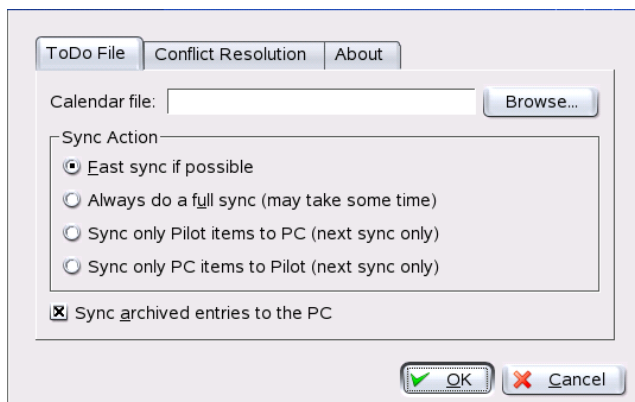 ToDo File Conflict Resolution About
Calendar file: Browse...
Sync Action
Fast sync if possible
Always do a full sync (may take some time)
Sync only Pilot items to PC (next sync only)
Sync only PC items to Pilot (next sync only)
Sync archived entries to the PC
OK Cancel